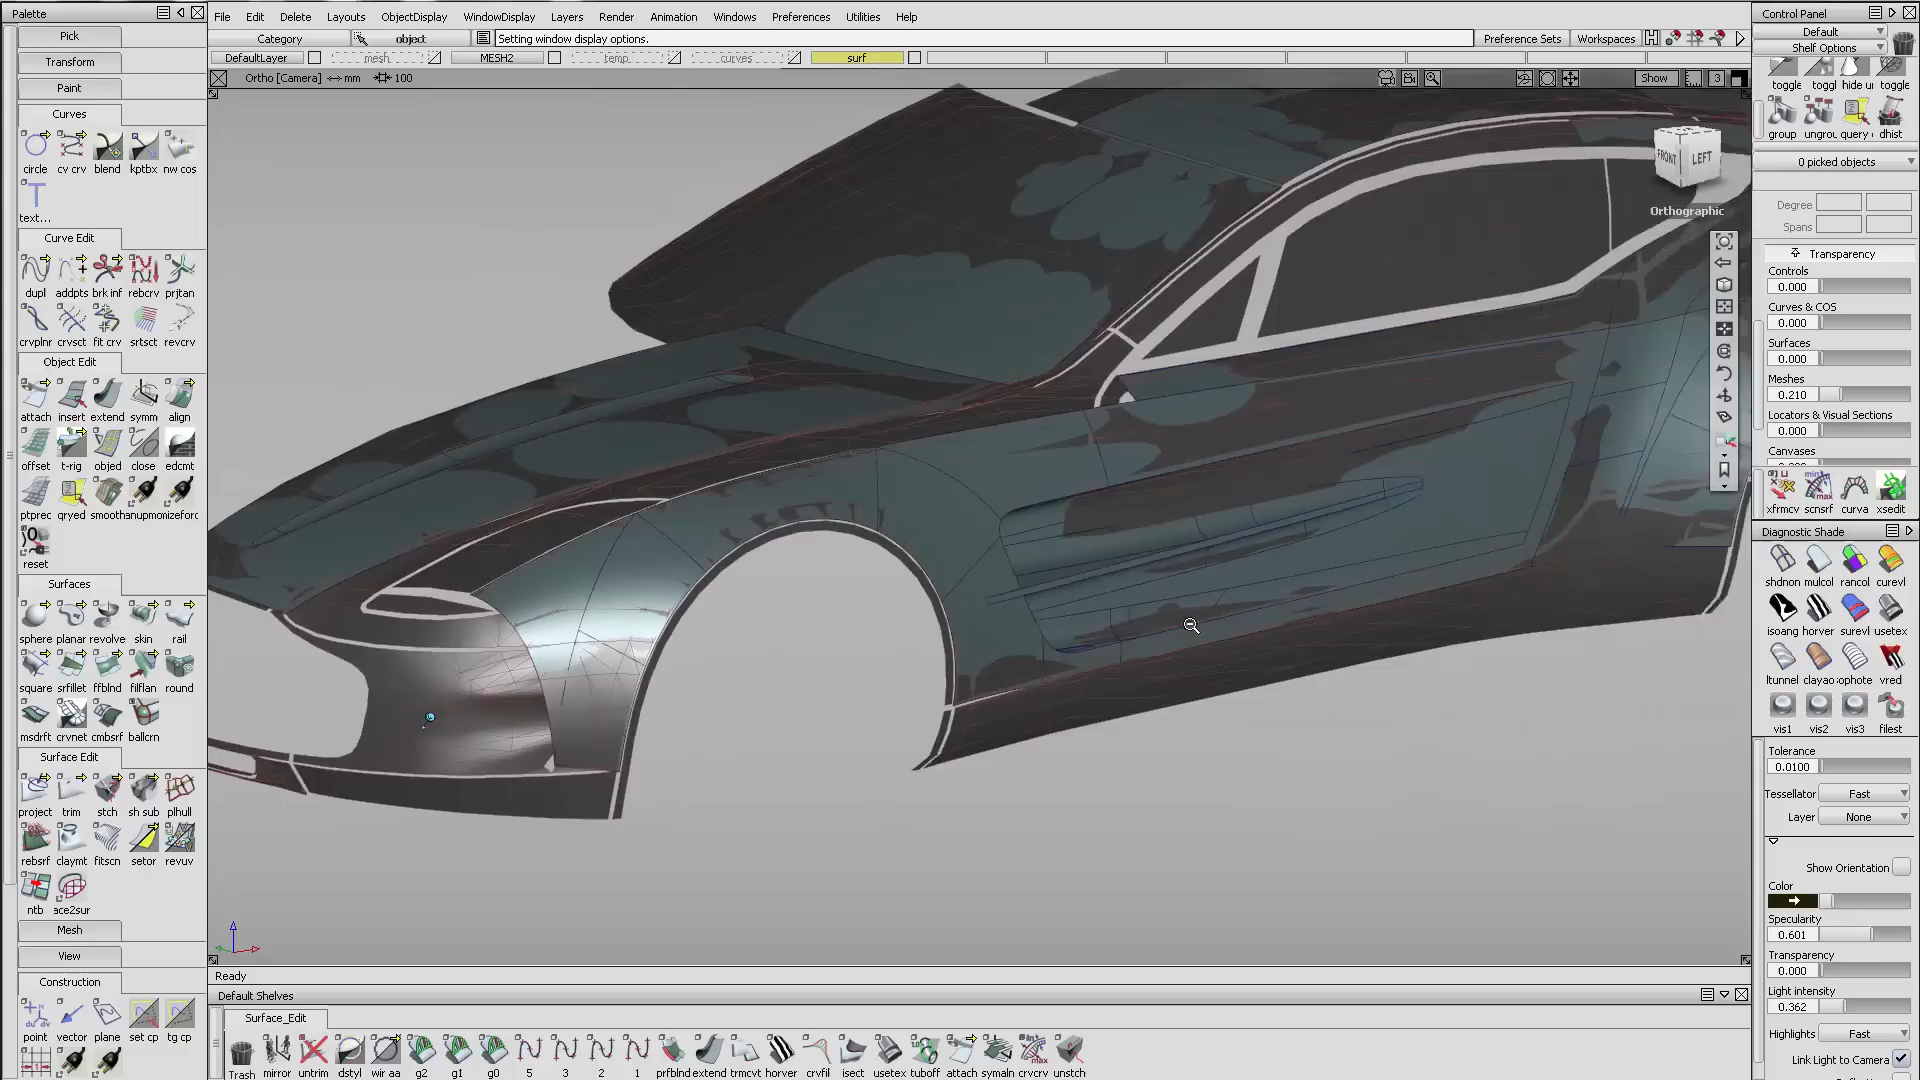 Palette
File Edit Delete Layouts ObjectDisplay WindowDisplay Layers Render Animation Windows Preferences Utilities Help
Control Panel
Pick
Category object Setting window display options. Preference Sets Workspaces
Default
Shelf Options
DefaultLayer mesh MESH2 temp curves surf
Transform
Ortho [Camera] mm 100
Show 3
Paint
toggle toggl hide toggle
Curves
group query dhist
circle cv crv blend kptbx nw cos
0 picked objects
FRONT LEFT
Orthographic
Degree
Spans
text...
Curve Edit
Transparency
Controls
0.000
Curves & COS
0.000
Surfaces
0.000
Meshes
0.210
Locators & Visual Sections
0.000
Canvases
dupl addpts brk inf rebcrv prjtan
crvplnr crvsct fit crv srtsct revcrv
Object Edit
attach insert extend symm align
offset t-rig objed close edcmt
ptprec qryed
reset
xfrmcv scnsrf curva xsedit
Diagnostic Shade
shdnon mulcol rancol curevl
isoang horver surevl usetex
ltunnel clayao vred
vis1 vis2 vis3 filest
Tolerance
0.0100
Tessellator Fast
Layer None
Show Orientation
Color
Specularity
0.601
Transparency
0.000
Light intensity
0.362
Highlights Fast
Link Light to Camera
Surfaces
sphere planar revolve skin rail
square srfillet ffblnd filflan round
msdrft crvnet cmbsrf ballcrn
Surface Edit
project trim stch sh sub plhull
rebsrf claymt fitscn setor revuv
ntb
Mesh
View
Construction
point vector plane set cp tg cp
Ready
Default Shelves
Surface_Edit
Trash mirror untrim dstyl wir aa g2 g1 g0 5 3 2 1 prfblnd extend trmcvt horver crvfil isect usetex tuboff attach symaln crvcrv unstch